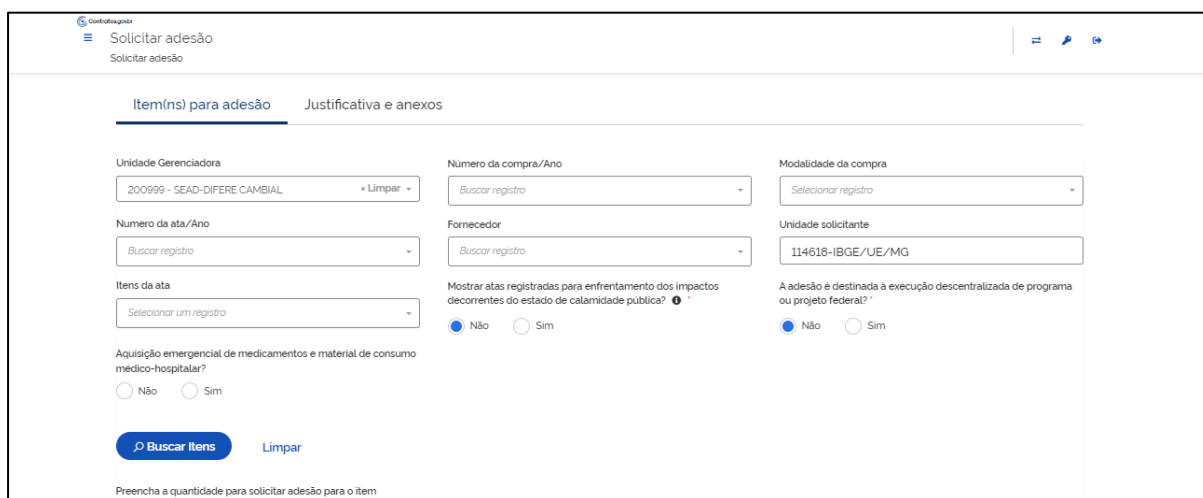 Contratos.gov.br
Solicitar adesão
Solicitar adesão
Item(ns) para adesão
Justificativa e anexos
Unidade Gerenciadora
Número da compra/Ano
Modalidade da compra
200999 - SEAD-DIFERE CAMBIAL
× Limpar
Buscar registro
Selecionar registro
Numero da ata/Ano
Fornecedor
Unidade solicitante
Buscar registro
Buscar registro
114618-IBGE/UE/MG
Itens da ata
Mostrar atas registradas para enfrentamento dos impactos
decorrentes do estado de calamidade pública? *
A adesão é destinada à execução descentralizada de programa
ou projeto federal? *
Selecionar um registro
Não
Sim
Não
Sim
Aquisição emergencial de medicamentos e material de consumo
médico-hospitalar?
Não
Sim
Buscar Itens
Limpar
Preencha a quantidade para solicitar adesão para o item